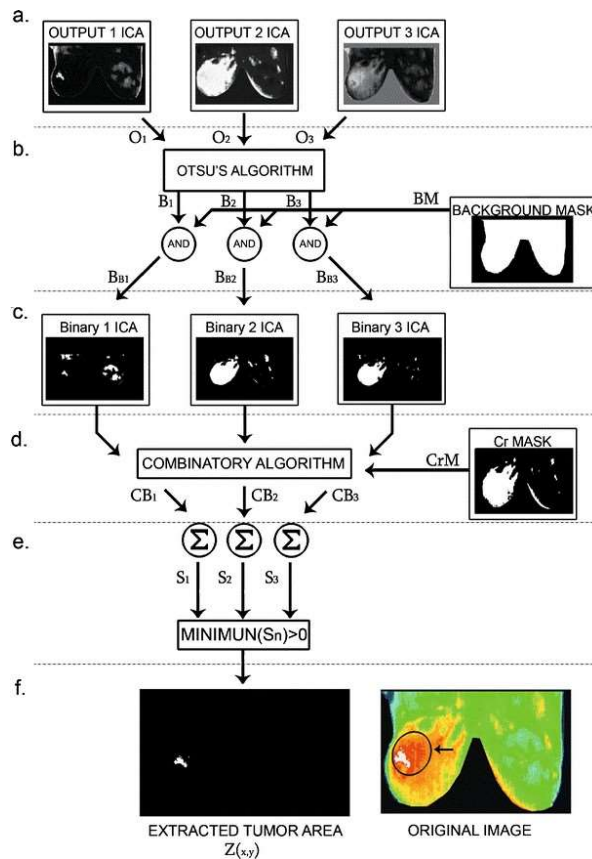 a.
OUTPUT 1 ICA
OUTPUT 2 ICA
OUTPUT 3 ICA
O1
O2
O3
b.
OTSU'S ALGORITHM
B1
B2
B3
BM
BACKGROUND MASK
AND
AND
AND
BB1
BB2
BB3
c.
Binary 1 ICA
Binary 2 ICA
Binary 3 ICA
d.
COMBINATORY ALGORITHM
CrM
Cr MASK
CB1
CB2
CB3
e.
Σ
Σ
Σ
S1
S2
S3
MINIMUN(Sn)>0
f.
EXTRACTED TUMOR AREA
Z(x,y)
ORIGINAL IMAGE